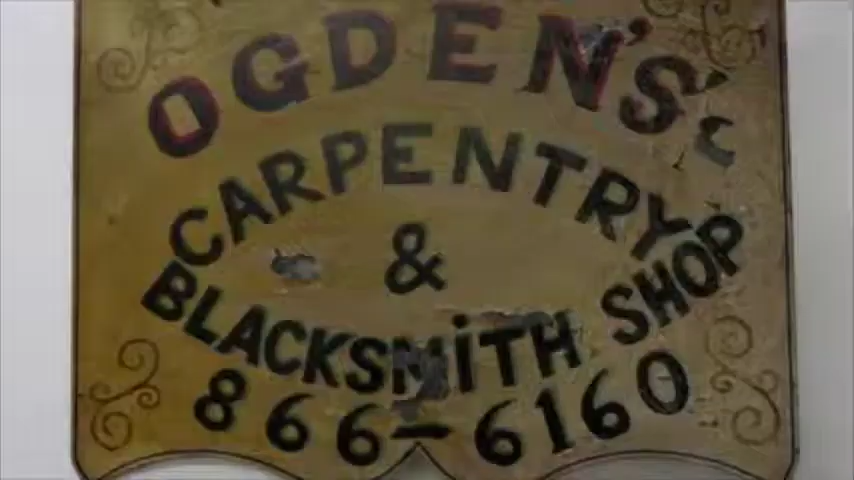 OGDEN'S
CARPENTRY
&
BLACKSMiTH SHOP
866-6160